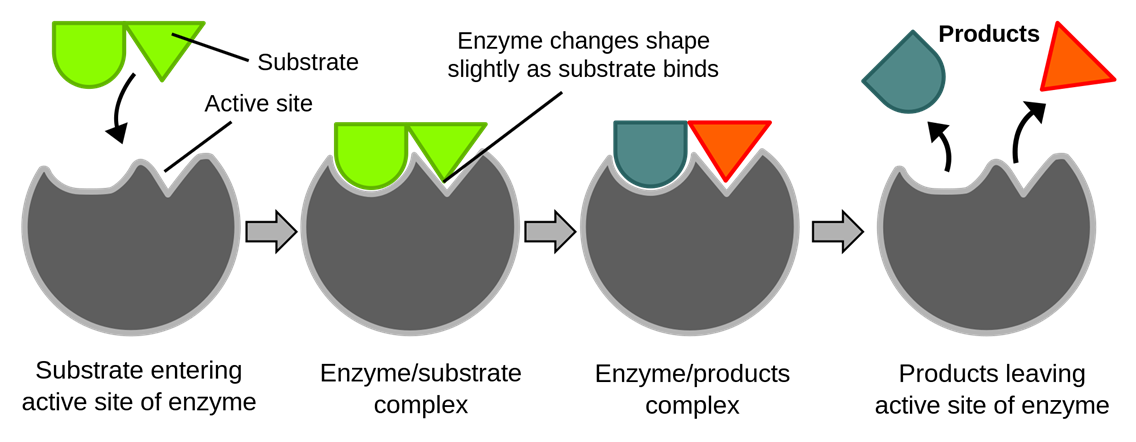 Substrate
Active site
Enzyme changes shape
slightly as substrate binds
Products
Substrate entering
active site of enzyme
Enzyme/substrate
complex
Enzyme/products
complex
Products leaving
active site of enzyme